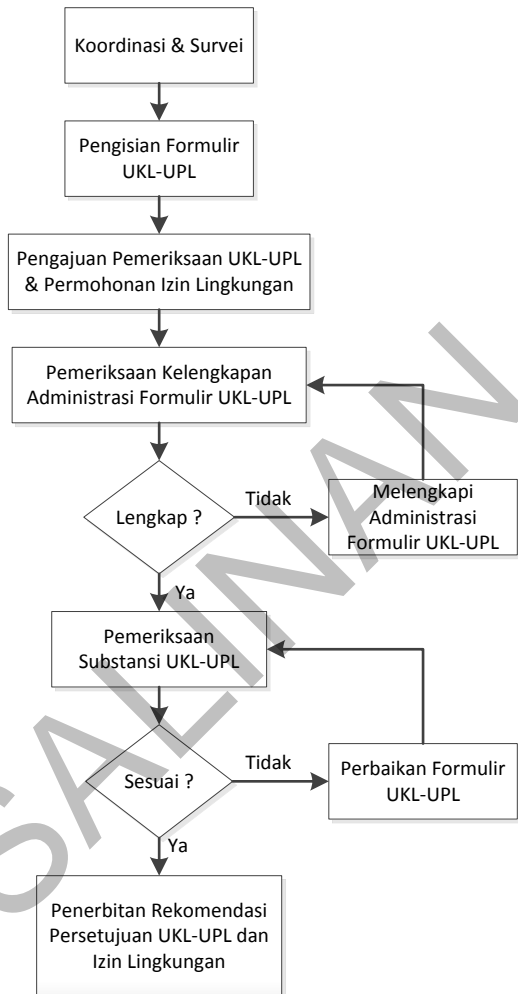 Koordinasi & Survei
Pengisian Formulir
UKL-UPL
Pengajuan Pemeriksaan UKL-UPL
& Permohonan Izin Lingkungan
Pemeriksaan Kelengkapan
Administrasi Formulir UKL-UPL
Lengkap ?
Tidak
Melengkapi
Administrasi
Formulir UKL-UPL
Ya
Pemeriksaan
Substansi UKL-UPL
Sesuai ?
Tidak
Perbaikan Formulir
UKL-UPL
Ya
Penerbitan Rekomendasi
Persetujuan UKL-UPL dan
Izin Lingkungan
SALINAN